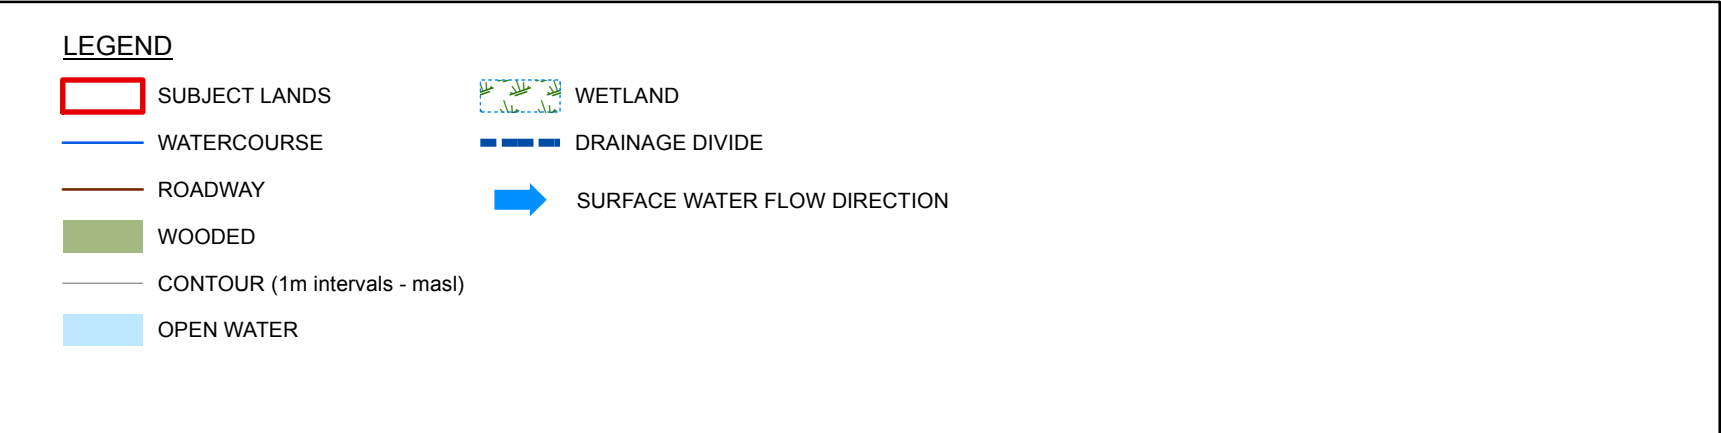 LEGEND
SUBJECT LANDS
WATERCOURSE
ROADWAY
WOODED
CONTOUR (1m intervals - masl)
OPEN WATER
WETLAND
DRAINAGE DIVIDE
SURFACE WATER FLOW DIRECTION